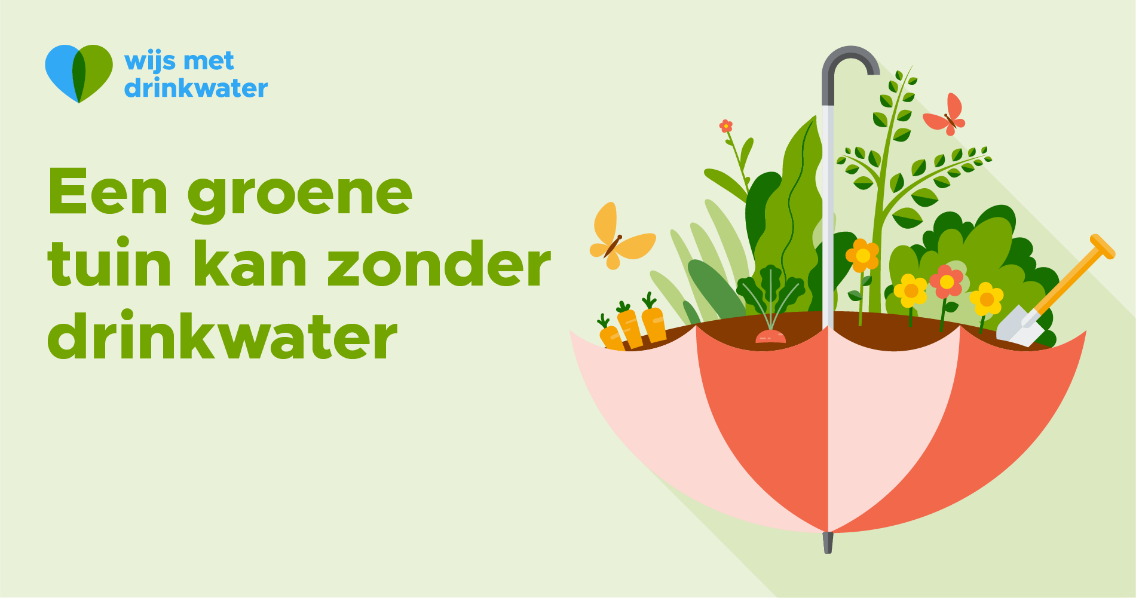 wijs met
drinkwater
Een groene
tuin kan zonder
drinkwater